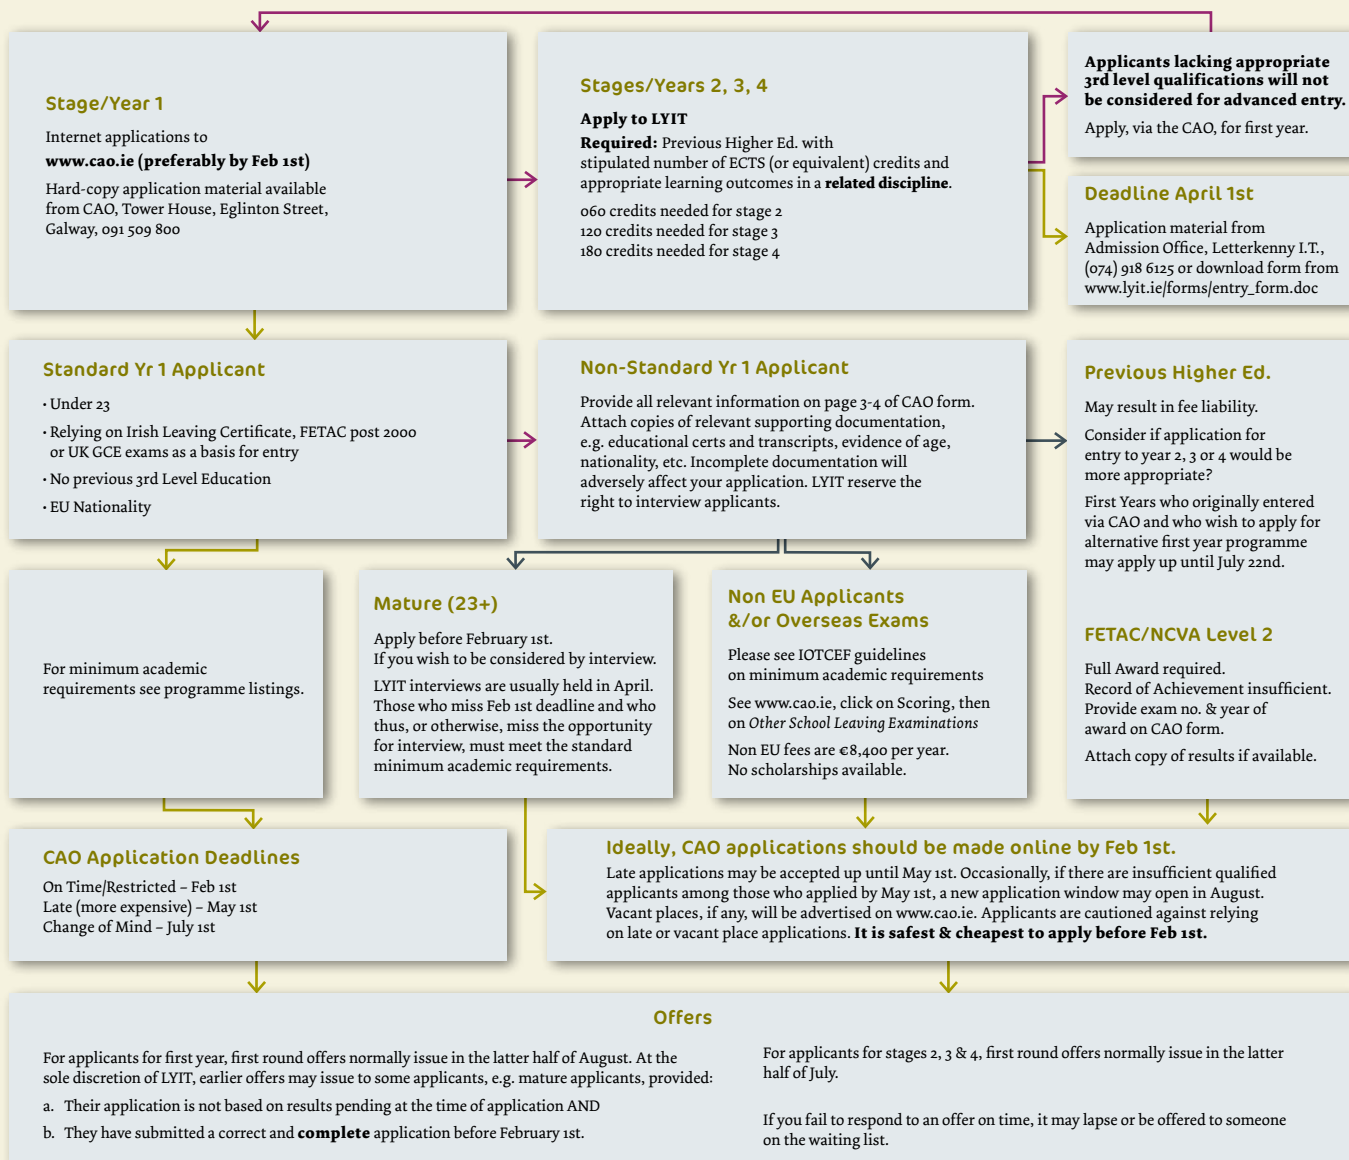 Stage/Year 1
Internet applications to
www.cao.ie (preferably by Feb 1st)
Hard-copy application material available
from CAO, Tower House, Eglinton Street,
Galway, 091 509 800
Stages/Years 2, 3, 4
Apply to LYIT
Required: Previous Higher Ed. with
stipulated number of ECTS (or equivalent) credits and
appropriate learning outcomes in a related discipline.
060 credits needed for stage 2
120 credits needed for stage 3
180 credits needed for stage 4
Applicants lacking appropriate
3rd level qualifications will not
be considered for advanced entry.
Apply, via the CAO, for first year.
Deadline April 1st
Application material from
Admission Office, Letterkenny I.T.,
(074) 918 6125 or download form from
www.lyit.ie/forms/entry_form.doc
Standard Yr 1 Applicant
• Under 23
• Relying on Irish Leaving Certificate, FETAC post 2000
or UK GCE exams as a basis for entry
• No previous 3rd Level Education
• EU Nationality
Non-Standard Yr 1 Applicant
Provide all relevant information on page 3-4 of CAO form.
Attach copies of relevant supporting documentation,
e.g. educational certs and transcripts, evidence of age,
nationality, etc. Incomplete documentation will
adversely affect your application. LYIT reserve the
right to interview applicants.
Previous Higher Ed.
May result in fee liability.
Consider if application for
entry to year 2, 3 or 4 would be
more appropriate?
First Years who originally entered
via CAO and who wish to apply for
alternative first year programme
may apply up until July 22nd.
FETAC/NCVA Level 2
Full Award required.
Record of Achievement insufficient.
Provide exam no. & year of
award on CAO form.
Attach copy of results if available.
For minimum academic
requirements see programme listings.
Mature (23+)
Apply before February 1st.
If you wish to be considered by interview.
LYIT interviews are usually held in April.
Those who miss Feb 1st deadline and who
thus, or otherwise, miss the opportunity
for interview, must meet the standard
minimum academic requirements.
Non EU Applicants
&/or Overseas Exams
Please see IOTCEF guidelines
on minimum academic requirements
See www.cao.ie, click on Scoring, then
on Other School Leaving Examinations
Non EU fees are €8,400 per year.
No scholarships available.
CAO Application Deadlines
On Time/Restricted – Feb 1st
Late (more expensive) – May 1st
Change of Mind – July 1st
Ideally, CAO applications should be made online by Feb 1st.
Late applications may be accepted up until May 1st. Occasionally, if there are insufficient qualified
applicants among those who applied by May 1st, a new application window may open in August.
Vacant places, if any, will be advertised on www.cao.ie. Applicants are cautioned against relying
on late or vacant place applications. It is safest & cheapest to apply before Feb 1st.
Offers
For applicants for first year, first round offers normally issue in the latter half of August. At the
sole discretion of LYIT, earlier offers may issue to some applicants, e.g. mature applicants, provided:
a. Their application is not based on results pending at the time of application AND
b. They have submitted a correct and complete application before February 1st.
For applicants for stages 2, 3 & 4, first round offers normally issue in the latter
half of July.
If you fail to respond to an offer on time, it may lapse or be offered to someone
on the waiting list.